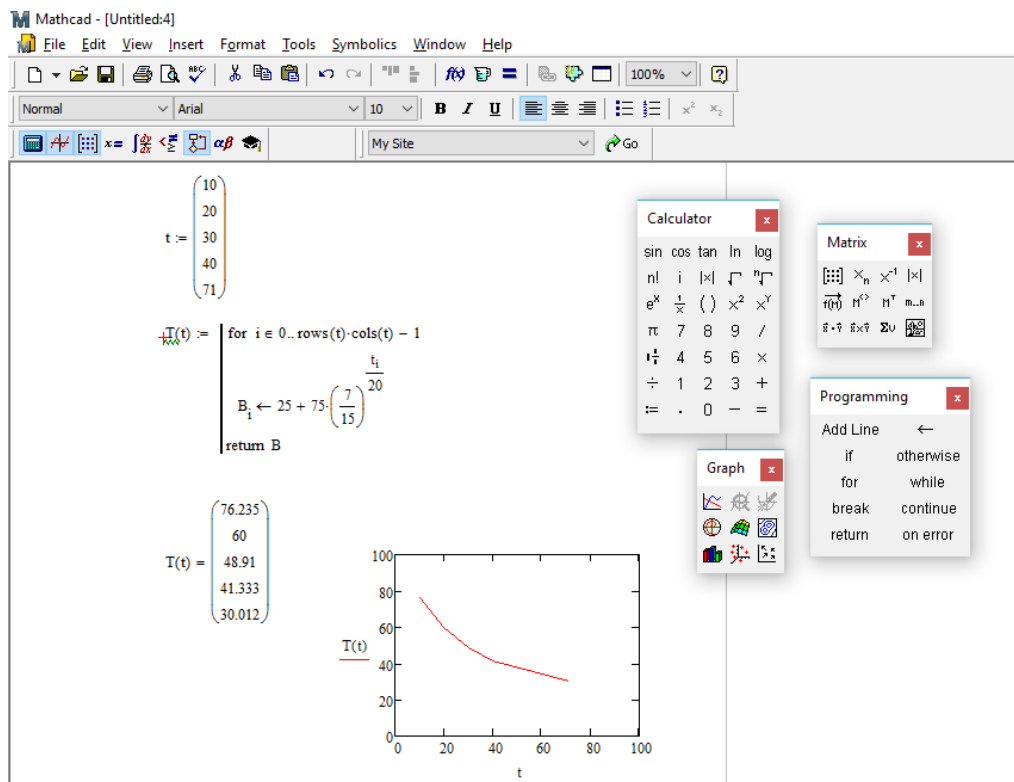 Mathcad - [Untitled:4]
File Edit View Insert Format Tools Symbolics Window Help
100%
Normal Arial 10 B I U
αβ My Site Go
t := (10 20 30 40 71)
T(t) := for i ∈ 0.. rows(t)·cols(t) − 1
B_i ← 25 + 75·(7/15)^(t_i/20)
return B
T(t) = (76.235 60 48.91 41.333 30.012)
100
80
60
T(t)
40
20
0
0 20 40 60 80 100
t
Calculator x
sin cos tan ln log
n! i |×| √ ⁿ√
eˣ 1/x ( ) ×² ×ʸ
π 7 8 9 /
4 5 6 ×
÷ 1 2 3 +
:= . 0 − =
Matrix x
×ₙ ×⁻¹ |×|
f(M) M<> Mᵀ m..n
Συ
Programming x
Add Line ←
if otherwise
for while
break continue
return on error
Graph x